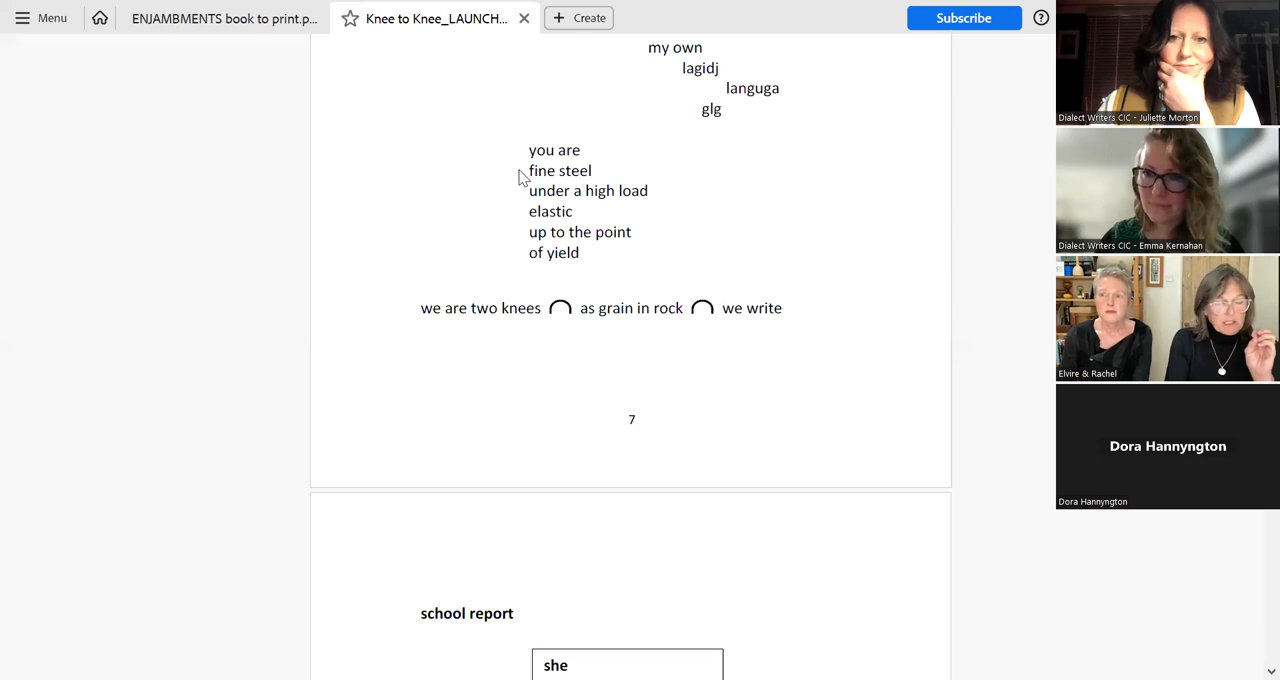 Menu
ENJAMBMENTS book to print.p...
Knee to Knee_LAUNCH...
Create
Subscribe
my own
lagidj
languga
glg
you are
fine steel
under a high load
elastic
up to the point
of yield
we are two knees ⌒ as grain in rock ⌒ we write
7
school report
she
Dialect Writers CIC - Juliette Morton
Dialect Writers CIC - Emma Kernahan
Elvire & Rachel
Dora Hannyngton
Dora Hannyngton